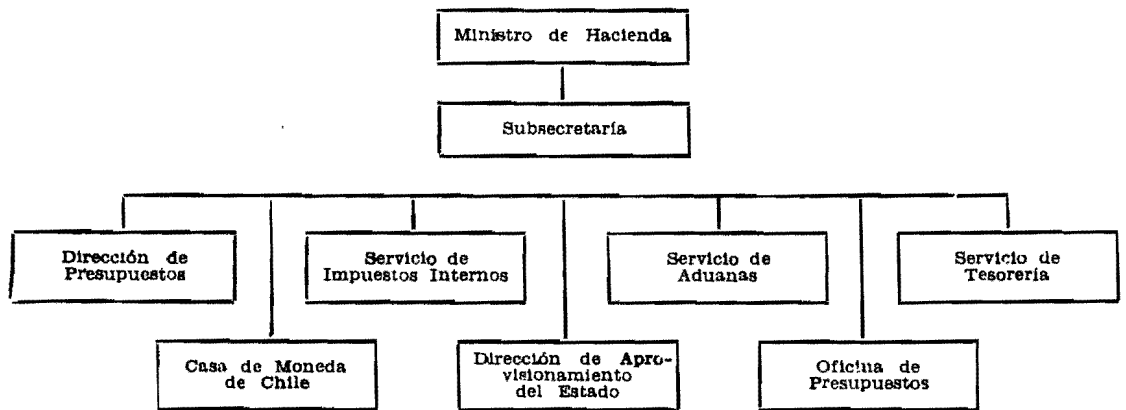 Ministro de Hacienda
Subsecretaría
Dirección de
Presupuestos
Servicio de
Impuestos Internos
Servicio de
Aduanas
Servicio de
Tesorería
Casa de Moneda
de Chile
Dirección de Apro-
visionamiento
del Estado
Oficina de
Presupuestos